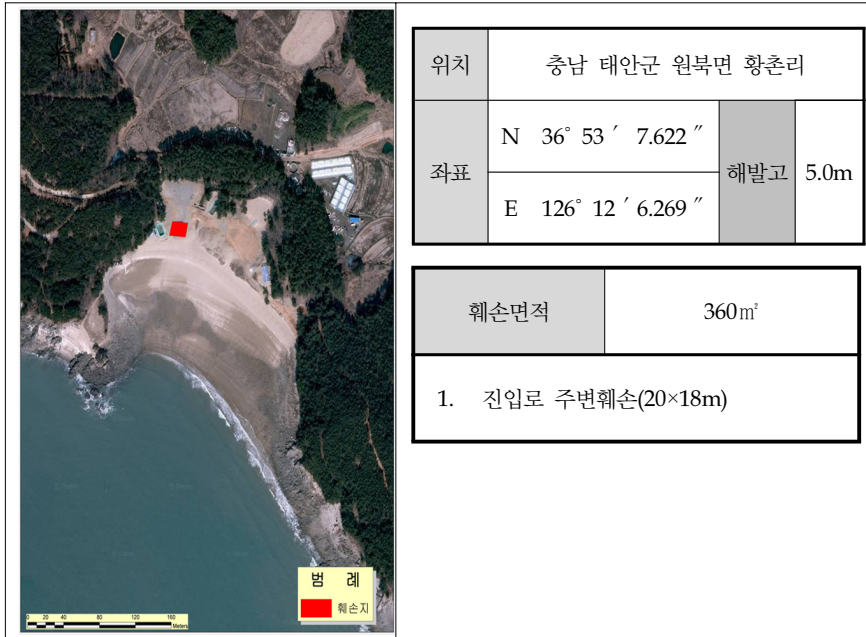 위치 충남 태안군 원북면 황촌리
좌표 N 36° 53 ′ 7.622 ″ 해발고 5.0m
E 126° 12 ′ 6.269 ″
훼손면적 360㎡
1. 진입로 주변훼손(20×18m)
범 례
훼손지
0 20 40 80 120 160
Meters